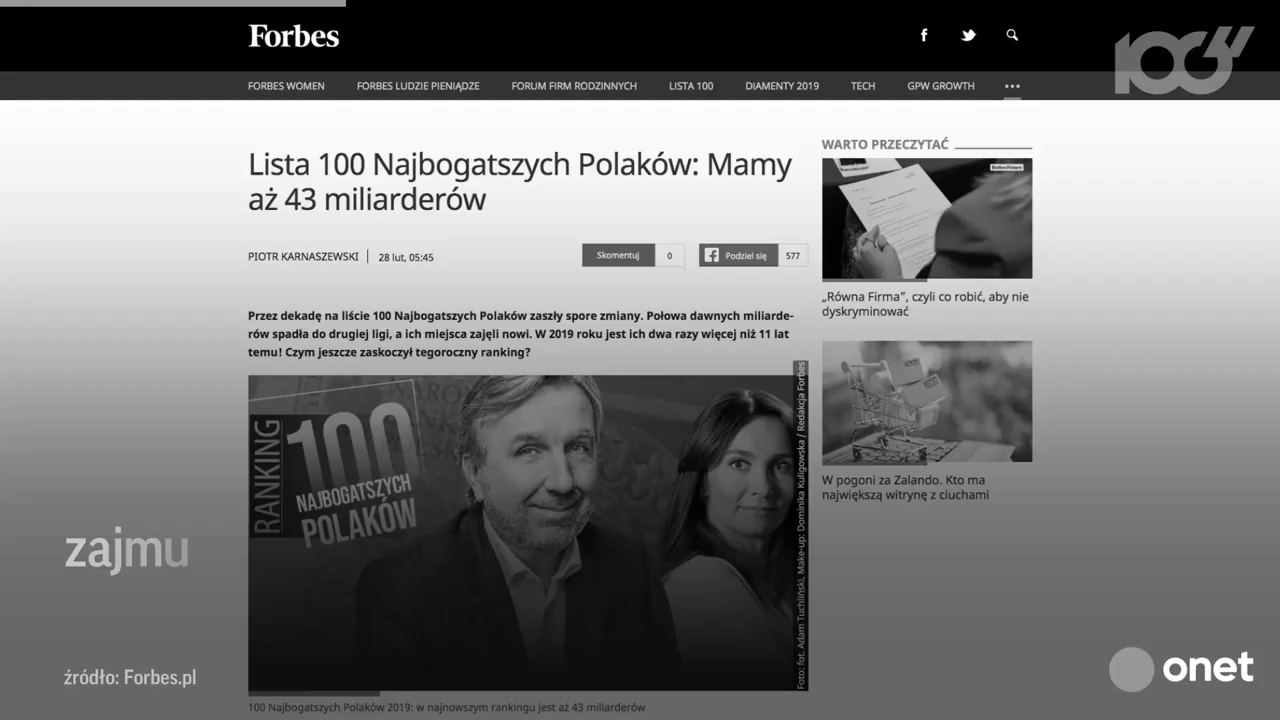 Forbes
100
FORBES WOMEN FORBES LUDZIE PIENIĄDZE FORUM FIRM RODZINNYCH LISTA 100 DIAMENTY 2019 TECH GPW GROWTH
Lista 100 Najbogatszych Polaków: Mamy
aż 43 miliarderów
PIOTR KARNASZEWSKI 28 lut, 05:45
Skomentuj 0 Podziel się 577
Przez dekadę na liście 100 Najbogatszych Polaków zaszły spore zmiany. Połowa dawnych miliarde-
rów spadła do drugiej ligi, a ich miejsca zajęli nowi. W 2019 roku jest ich dwa razy więcej niż 11 lat
temu! Czym jeszcze zaskoczył tegoroczny ranking?
RANKING
100
NAJBOGATSZYCH
POLAKÓW
Foto: fot. Adam Tuchliński, Make-up: Dominika Kuligowska / Redakcja Forbes
100 Najbogatszych Polaków 2019: w najnowszym rankingu jest aż 43 miliarderów
WARTO PRZECZYTAĆ
„Równa Firma”, czyli co robić, aby nie
dyskryminować
W pogoni za Zalando. Kto ma
największą witrynę z ciuchami
zajmu
źródło: Forbes.pl
onet